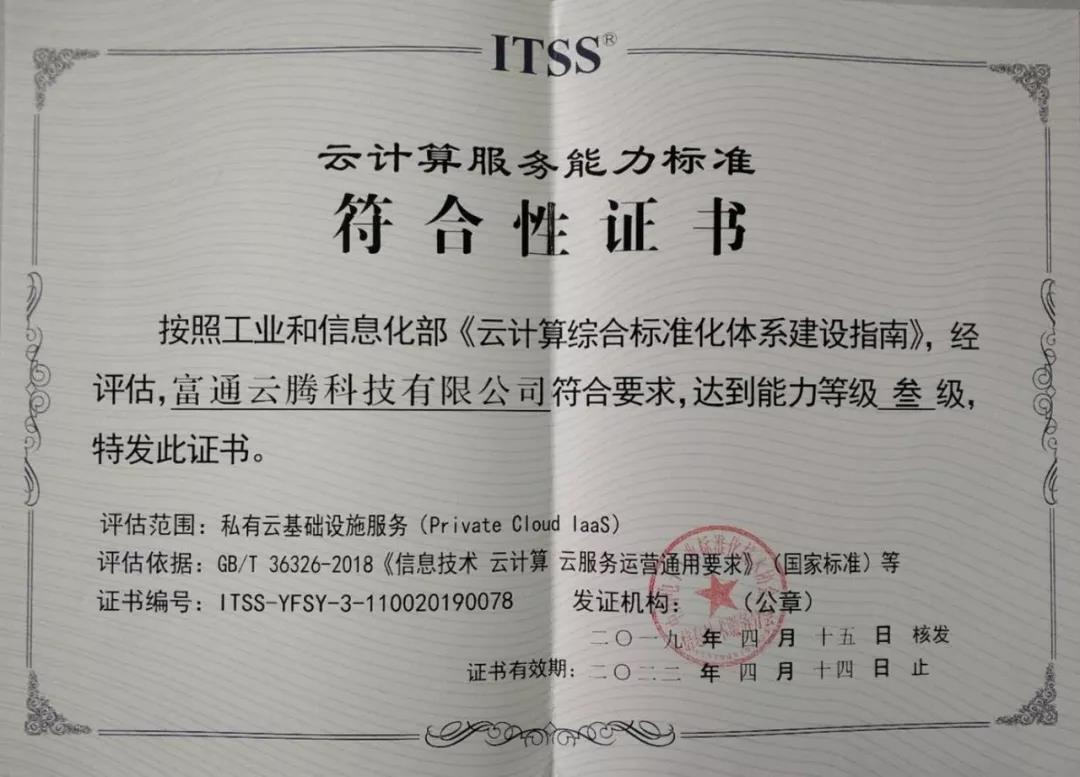 ITSS®
云计算服务能力标准
符合性证书
按照工业和信息化部《云计算综合标准化体系建设指南》，经
评估，富通云腾科技有限公司符合要求，达到能力等级 叁 级，
特发此证书。
评估范围：私有云基础设施服务（Private Cloud IaaS）
评估依据：GB/T 36326-2018《信息技术 云计算 云服务运营通用要求》（国家标准）等
证书编号：ITSS-YFSY-3-110020190078 发证机构： （公章）
二〇一九 年 四 月 十五 日 核发
证书有效期：二〇二二 年 四 月 十四 日 止